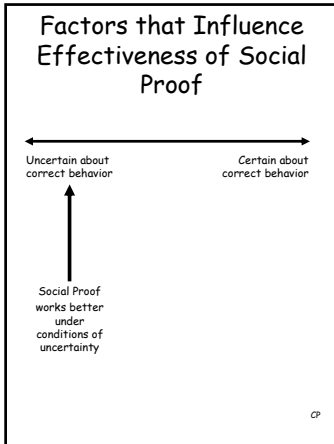 Factors that Influence
Effectiveness of Social
Proof
Uncertain about
correct behavior
Certain about
correct behavior
Social Proof
works better
under
conditions of
uncertainty
CP